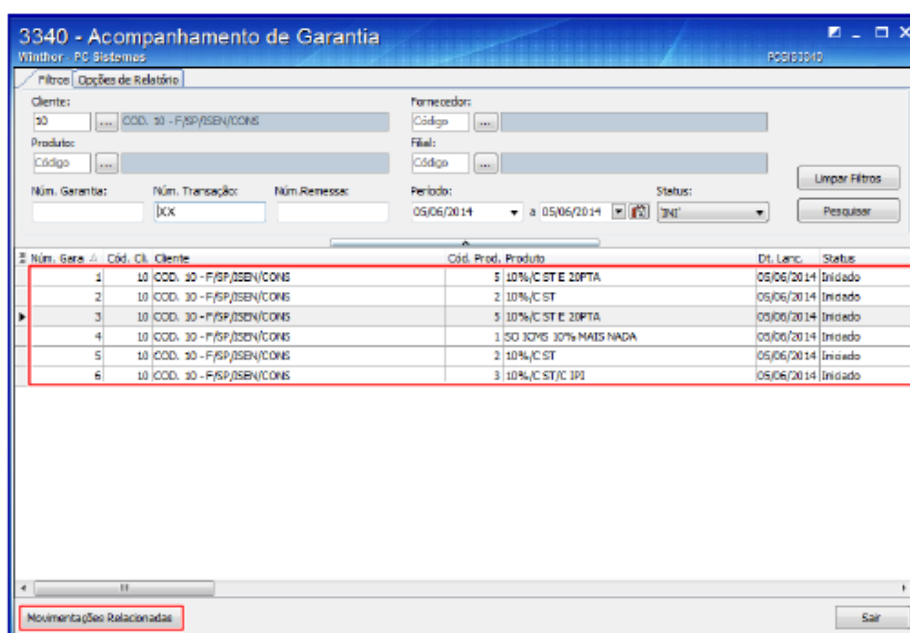 3340 - Acompanhamento de Garantia
Winthor - PC Sistemas
PCSIS3340
Filtros Opções de Relatório
Cliente: Fornecedor:
10 ... COD. 10 - F/SP/ISEN/CONS Código ...
Produto: Filial:
Código ... Código ...
Limpar Filtros
Núm. Garantia: Núm. Transação: Núm.Remessa: Período: Status:
XX 05/06/2014 a 05/06/2014 'INI' Pesquisar
Núm. Gara Cód. Cli. Cliente Cód. Prod. Produto Dt. Lanc. Status
1 10 COD. 10 - F/SP/ISEN/CONS 5 10%/C ST E 20PTA 05/06/2014 Iniciado
2 10 COD. 10 - F/SP/ISEN/CONS 2 10%/C ST 05/06/2014 Iniciado
3 10 COD. 10 - F/SP/ISEN/CONS 5 10%/C ST E 20PTA 05/06/2014 Iniciado
4 10 COD. 10 - F/SP/ISEN/CONS 1 SO ICMS 10% MAIS NADA 05/06/2014 Iniciado
5 10 COD. 10 - F/SP/ISEN/CONS 2 10%/C ST 05/06/2014 Iniciado
6 10 COD. 10 - F/SP/ISEN/CONS 3 10%/C ST/C IPI 05/06/2014 Iniciado
Movimentações Relacionadas Sair